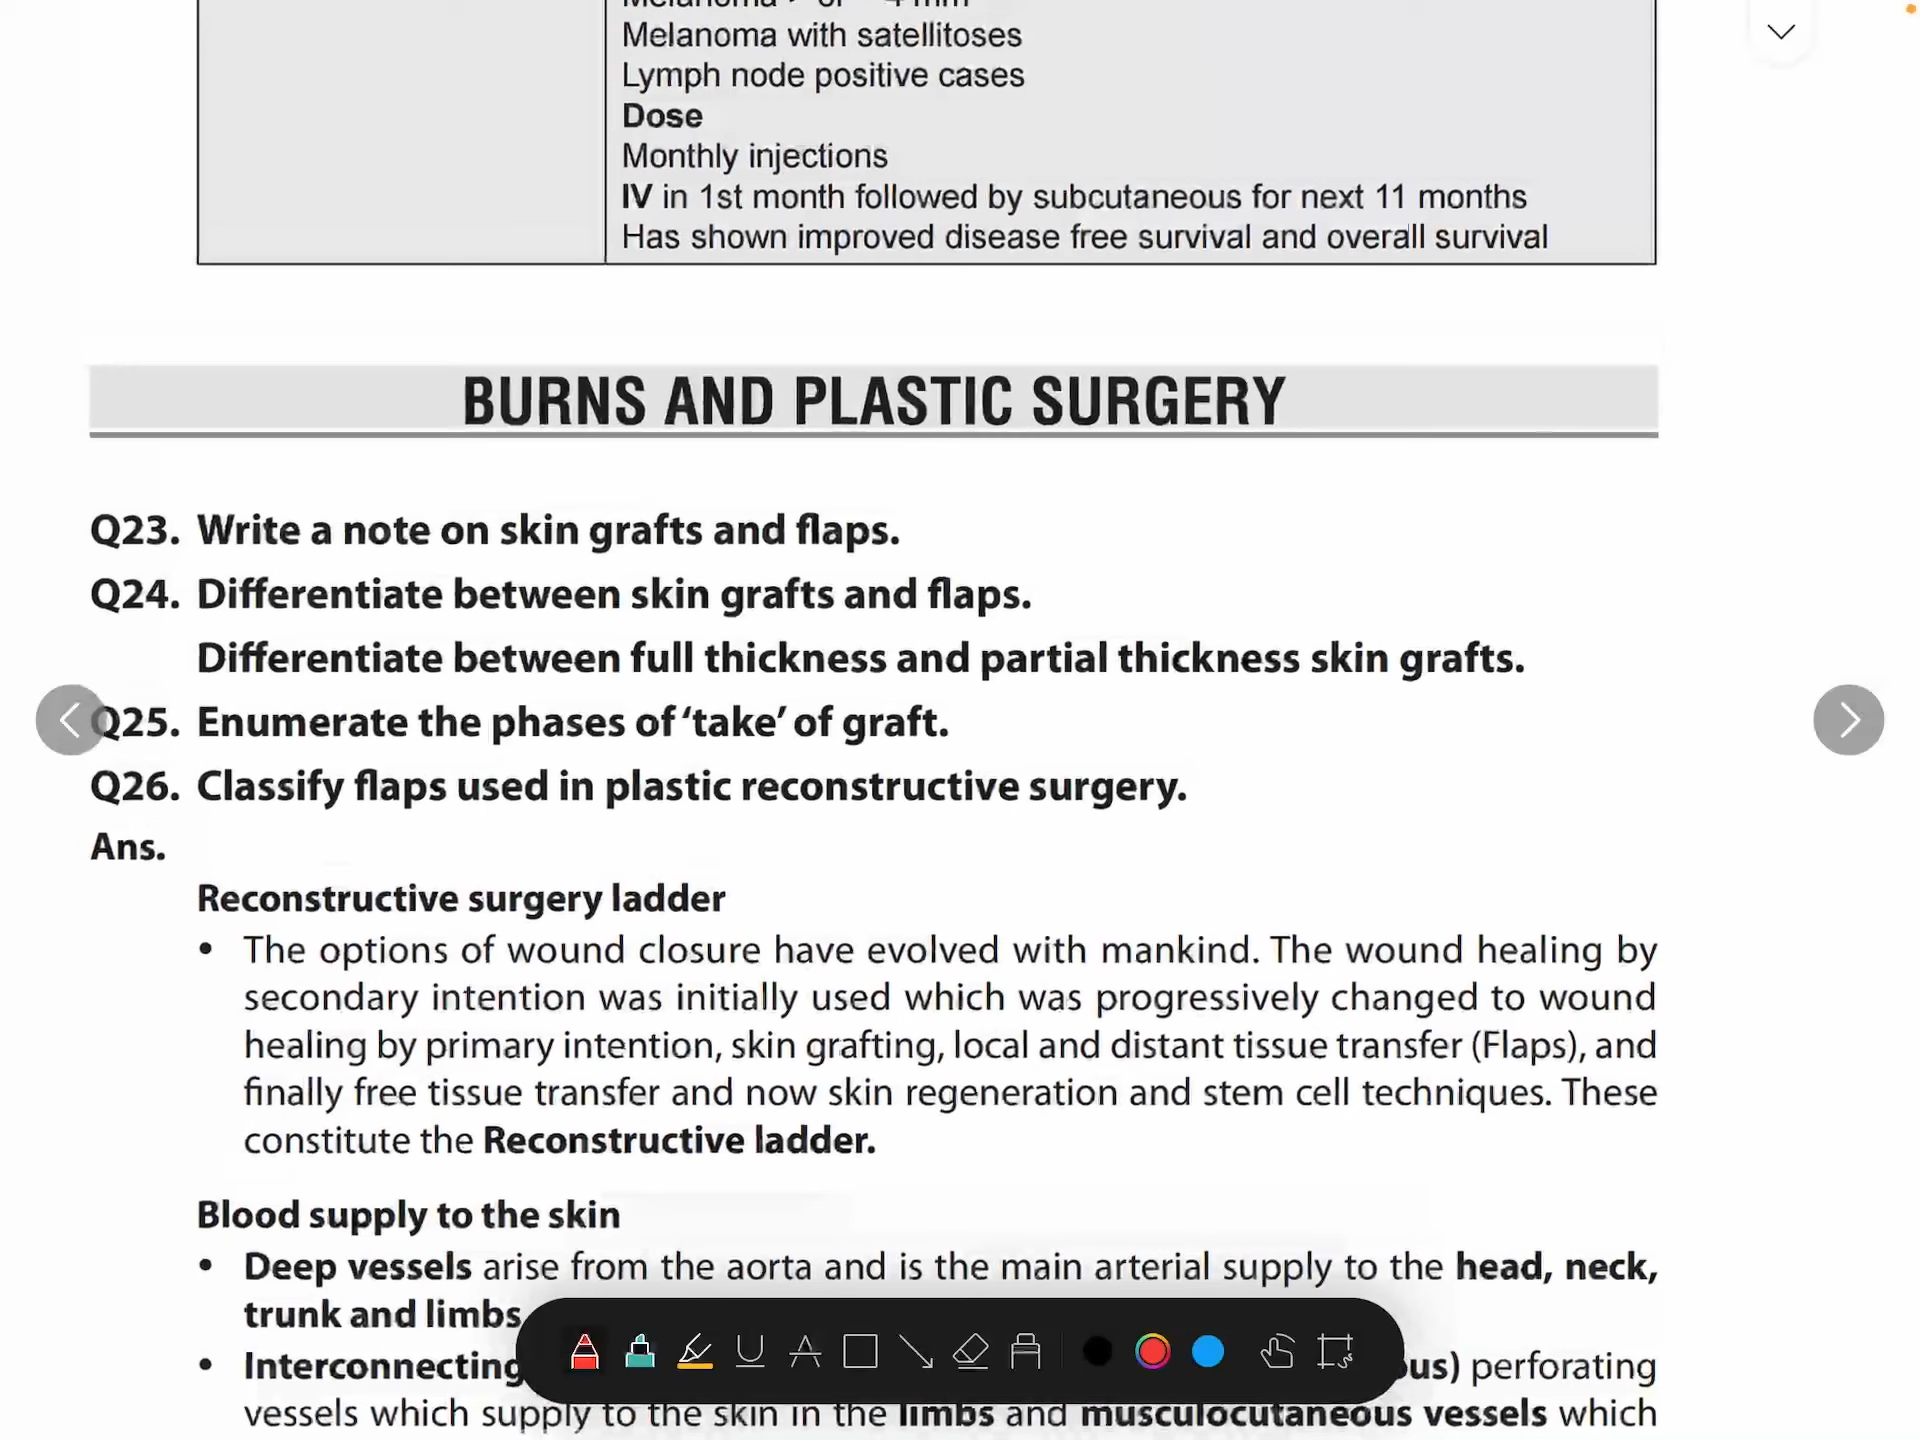 Melanoma with satellitoses
Lymph node positive cases
Dose
Monthly injections
IV in 1st month followed by subcutaneous for next 11 months
Has shown improved disease free survival and overall survival
BURNS AND PLASTIC SURGERY
Q23. Write a note on skin grafts and flaps.
Q24. Differentiate between skin grafts and flaps.
Differentiate between full thickness and partial thickness skin grafts.
Q25. Enumerate the phases of 'take' of graft.
Q26. Classify flaps used in plastic reconstructive surgery.
Ans.
Reconstructive surgery ladder
• The options of wound closure have evolved with mankind. The wound healing by
secondary intention was initially used which was progressively changed to wound
healing by primary intention, skin grafting, local and distant tissue transfer (Flaps), and
finally free tissue transfer and now skin regeneration and stem cell techniques. These
constitute the Reconstructive ladder.
Blood supply to the skin
• Deep vessels arise from the aorta and is the main arterial supply to the head, neck,
trunk and limbs
• Interconnecting perforating
vessels which supply to the skin in the limbs and musculocutaneous vessels which